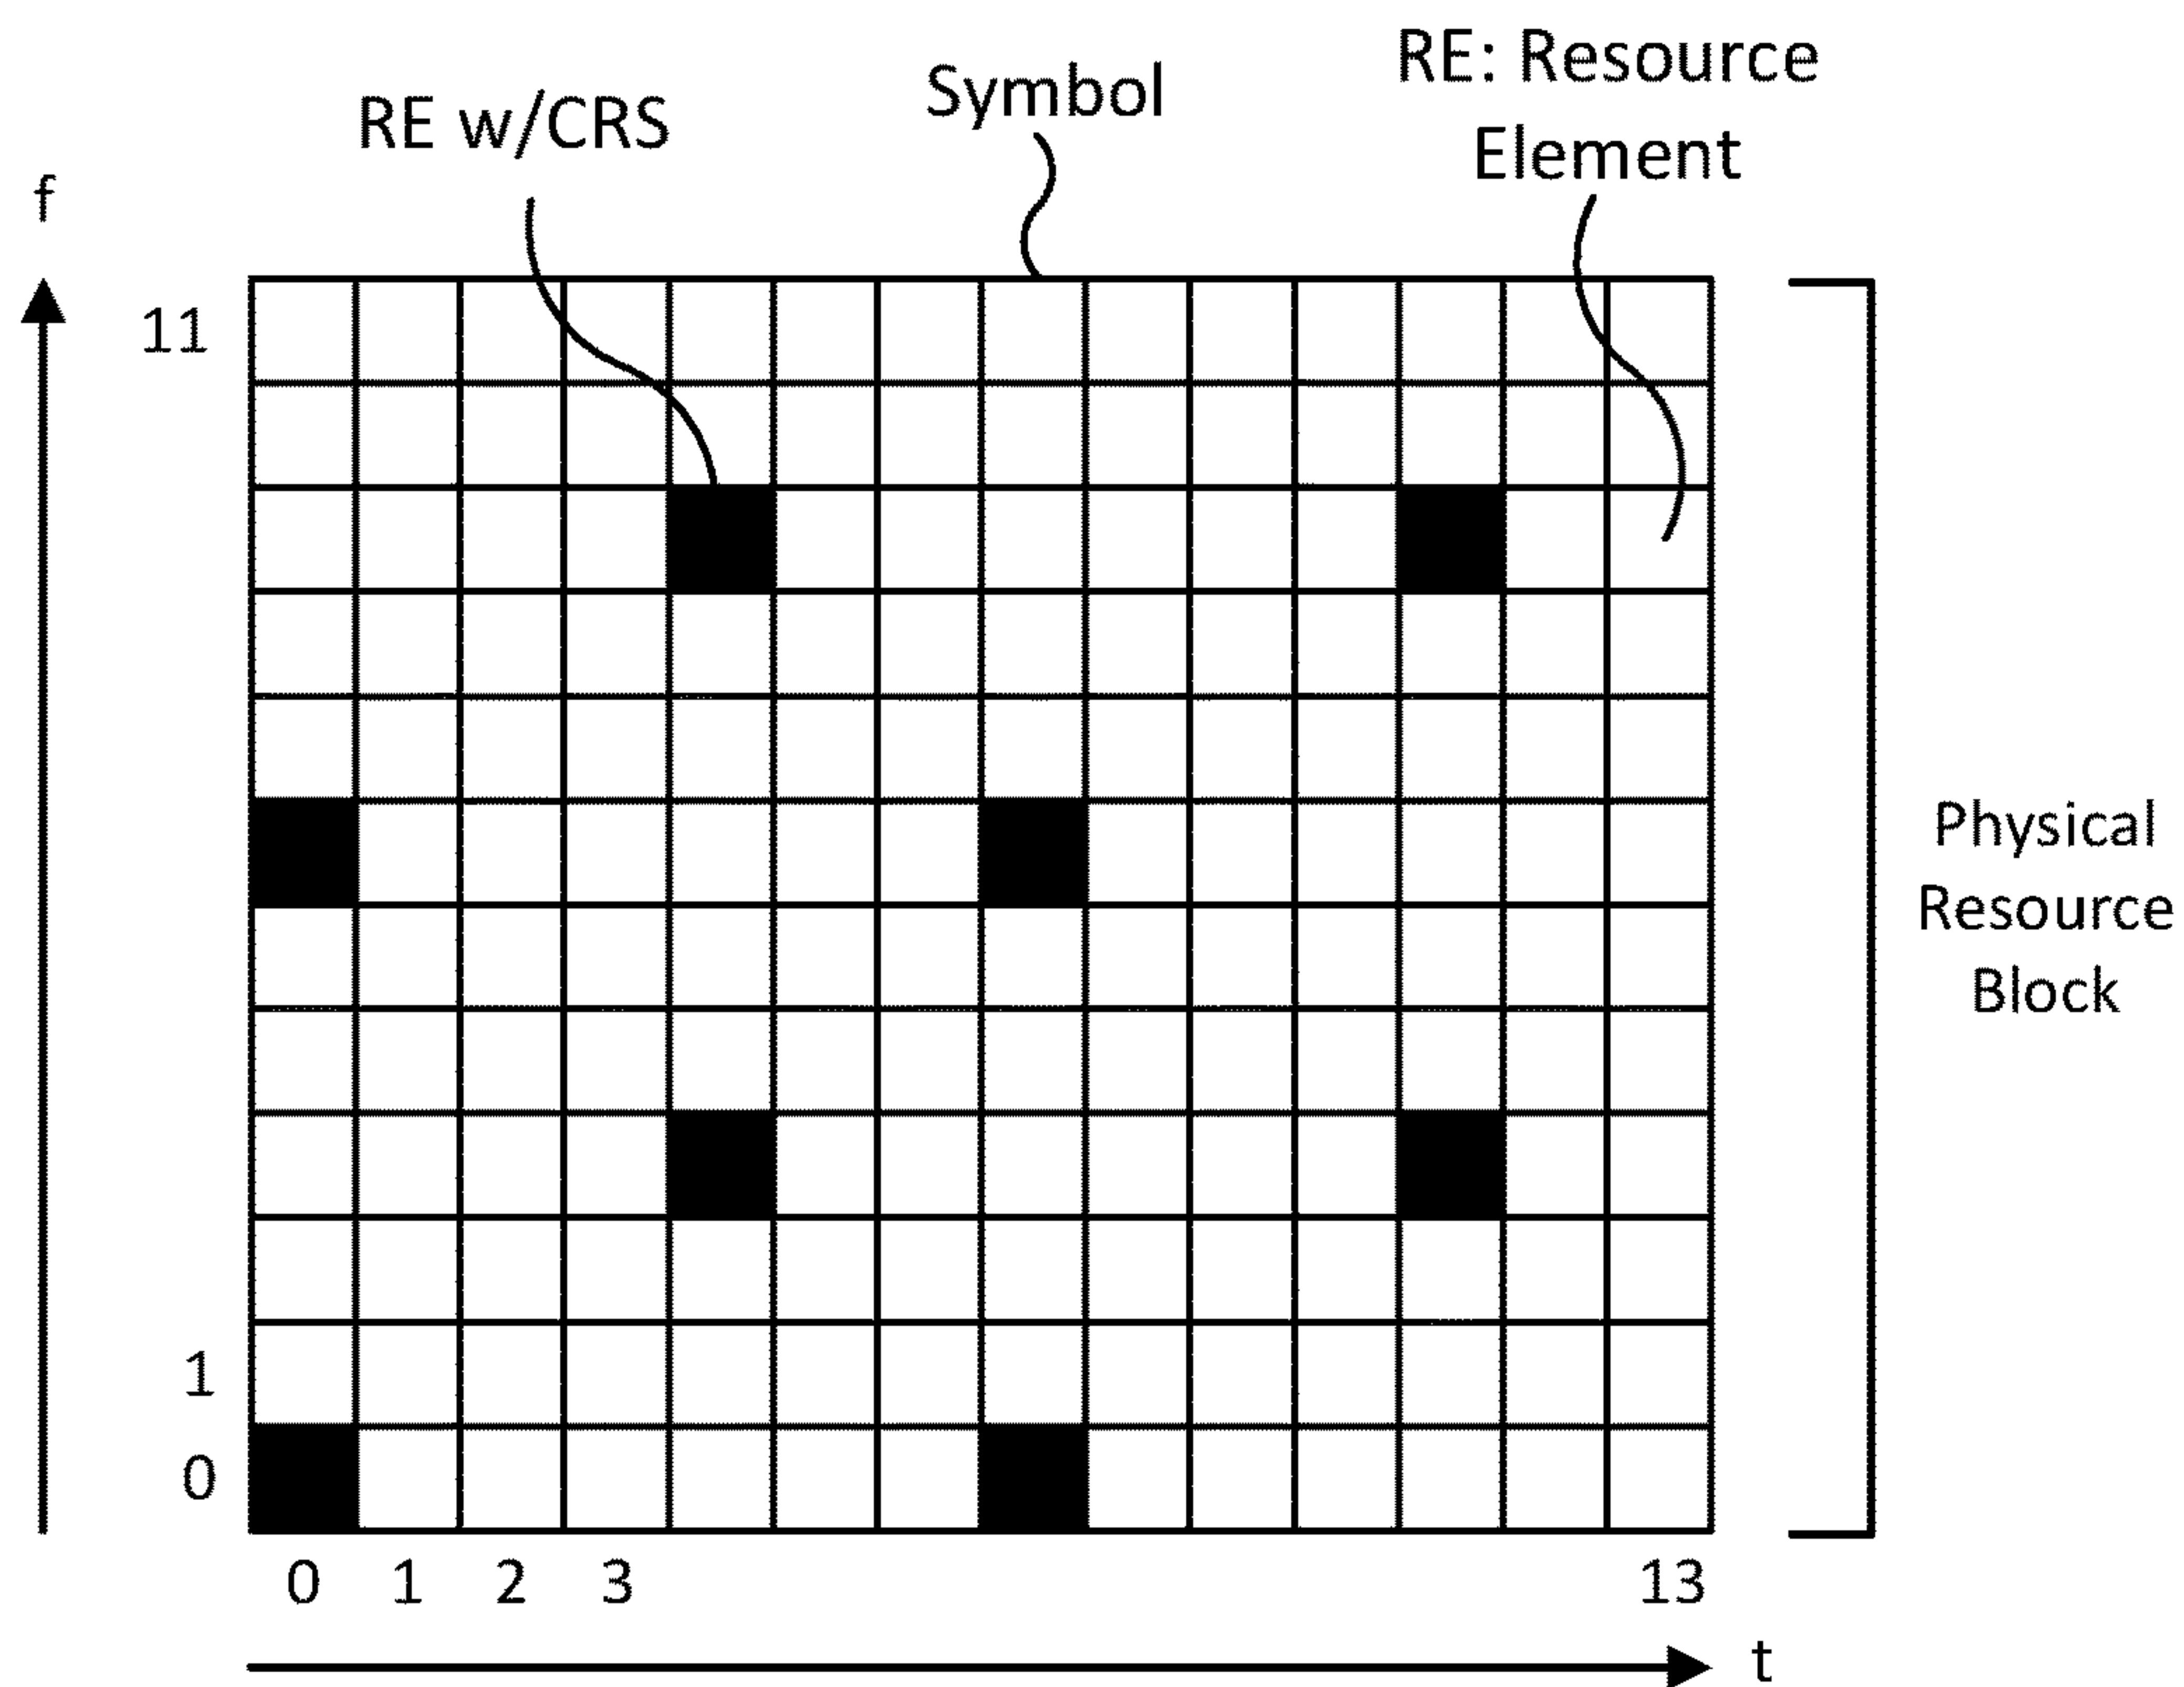 RE: Resource
Element
Symbol
RE w/CRS
f
11
Physical
Resource
Block
1
0
0 1 2 3 13
t